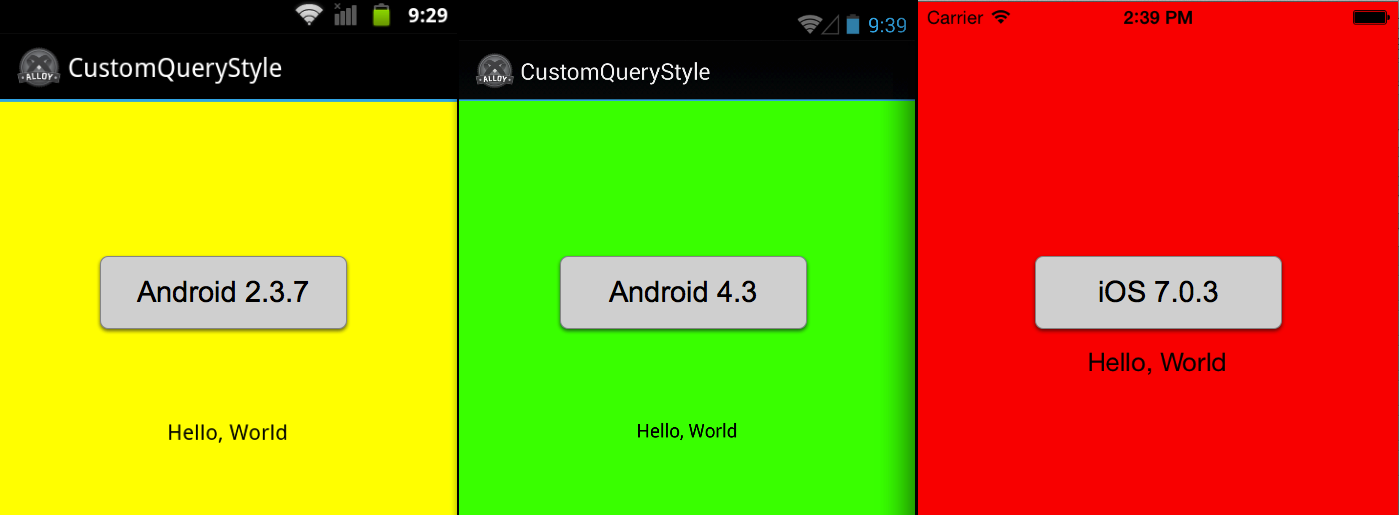 9:29
ALLOY
CustomQueryStyle
Android 2.3.7
Hello, World
9:39
ALLOY
CustomQueryStyle
Android 4.3
Hello, World
Carrier 2:39 PM
iOS 7.0.3
Hello, World